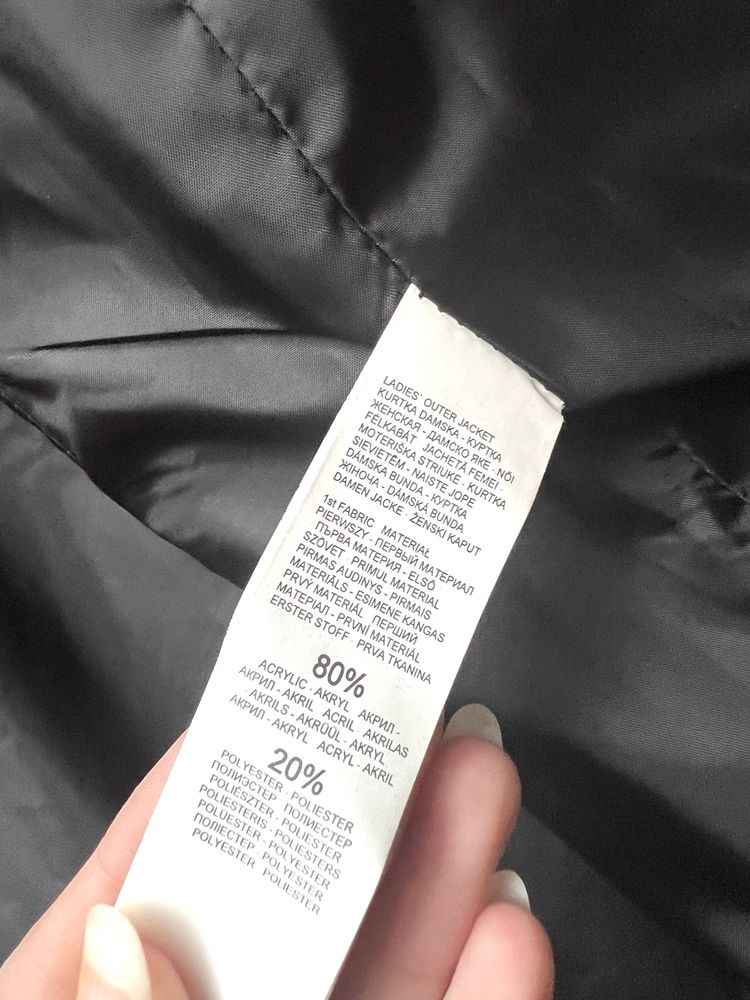 LADIES' OUTER JACKET
KURTKA DAMSKA - КУРТКА
ЖЕНСКАЯ - ДАМСКО ЯКЕ - NŐI
FÉLKABÁT JACHETĂ FEMEI -
MOTERIŠKA STRIUKĖ - KURTKA
SIEVIETĒM - NAISTE JOPE
DÁMSKA BUNDA - КУРТКА
ЖІНОЧА - DÁMSKÁ BUNDA
DAMEN JACKE - ŽENSKI KAPUT
1st FABRIC MATERIAŁ
PIERWSZY - ПЕРВЫЙ МАТЕРИАЛ
ПЪРВА МАТЕРИЯ - ELSŐ
SZÖVET - PRIMUL MATERIAL
PIRMAS AUDINYS - PIRMAIS
MATERIĀLS - ESIMENE KANGAS
PRVÝ MATERIÁL ПЕРШИЙ
МАТЕРІАЛ - PRVNÍ MATERIÁL
ERSTER STOFF - PRVA TKANINA
80%
ACRYLIC - AKRYL АКРИЛ -
АКРИЛ - AKRIL ACRIL AKRILAS
- AKRILS - AKRÜÜL - AKRYL
АКРИЛ - AKRYL ACRYL - AKRIL
20%
POLYESTER - POLIESTER
ПОЛИЭСТЕР ПОЛИЕСТЕР
POLIÉSZTER - POLIESTER
POLIESTERIS - POLIESTERS
POLUESTER - POLYESTER
ПОЛІЕСТЕР - POLYESTER
POLYESTER POLIESTER